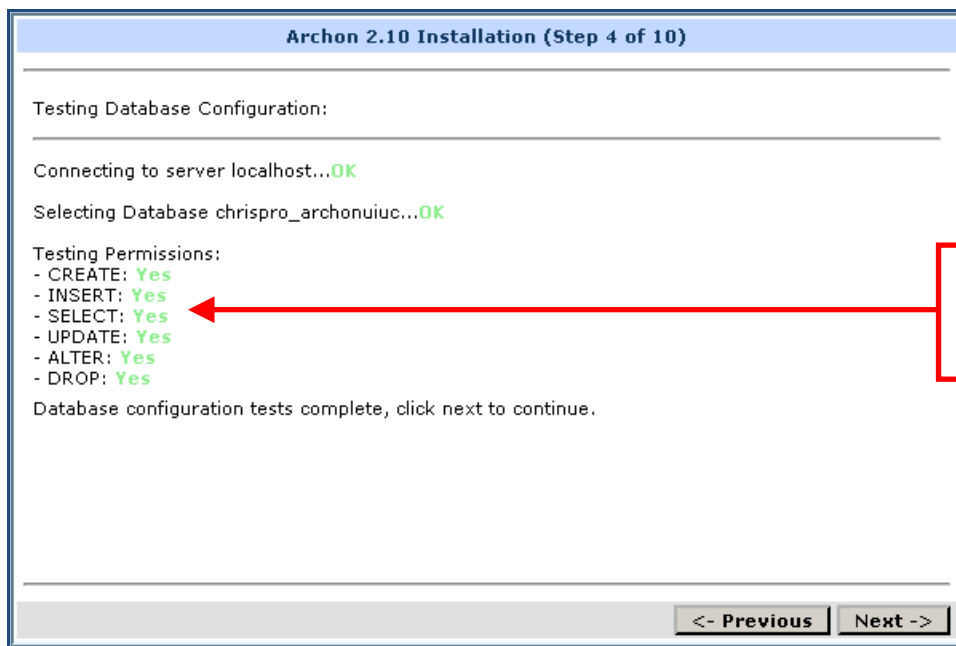 Archon 2.10 Installation (Step 4 of 10)
Testing Database Configuration:
Connecting to server localhost...OK
Selecting Database chrispro_archonuiuc...OK
Testing Permissions:
- CREATE: Yes
- INSERT: Yes
- SELECT: Yes
- UPDATE: Yes
- ALTER: Yes
- DROP: Yes
Database configuration tests complete, click next to continue.
<- Previous Next ->